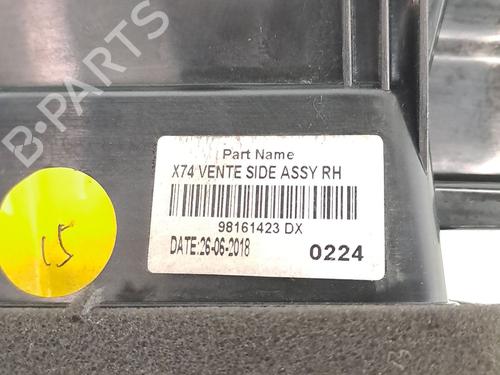 B-PARTS
Part Name
X74 VENTE SIDE ASSY RH
98161423 DX
DATE:26-06-2018
0224
15